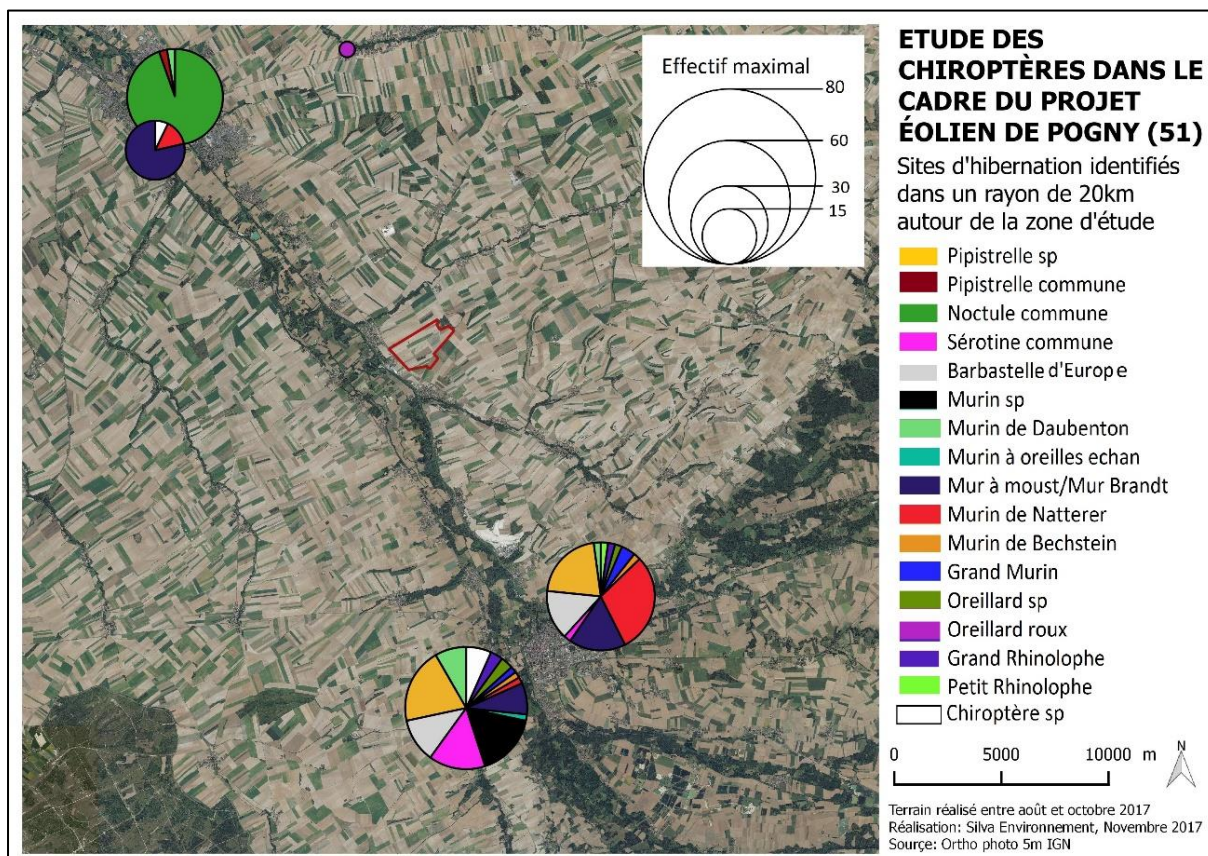 Effectif maximal
80
60
30
15
ETUDE DES
CHIROPTÈRES DANS LE
CADRE DU PROJET
ÉOLIEN DE POGNY (51)
Sites d'hibernation identifiés
dans un rayon de 20km
autour de la zone d'étude
Pipistrelle sp
Pipistrelle commune
Noctule commune
Sérotine commune
Barbastelle d'Europe
Murin sp
Murin de Daubenton
Murin à oreilles echan
Mur à moust/Mur Brandt
Murin de Natterer
Murin de Bechstein
Grand Murin
Oreillard sp
Oreillard roux
Grand Rhinolophe
Petit Rhinolophe
Chiroptère sp
0 5000 10000 m
N
Terrain réalisé entre août et octobre 2017
Réalisation: Silva Environnement, Novembre 2017
Source: Ortho photo 5m IGN